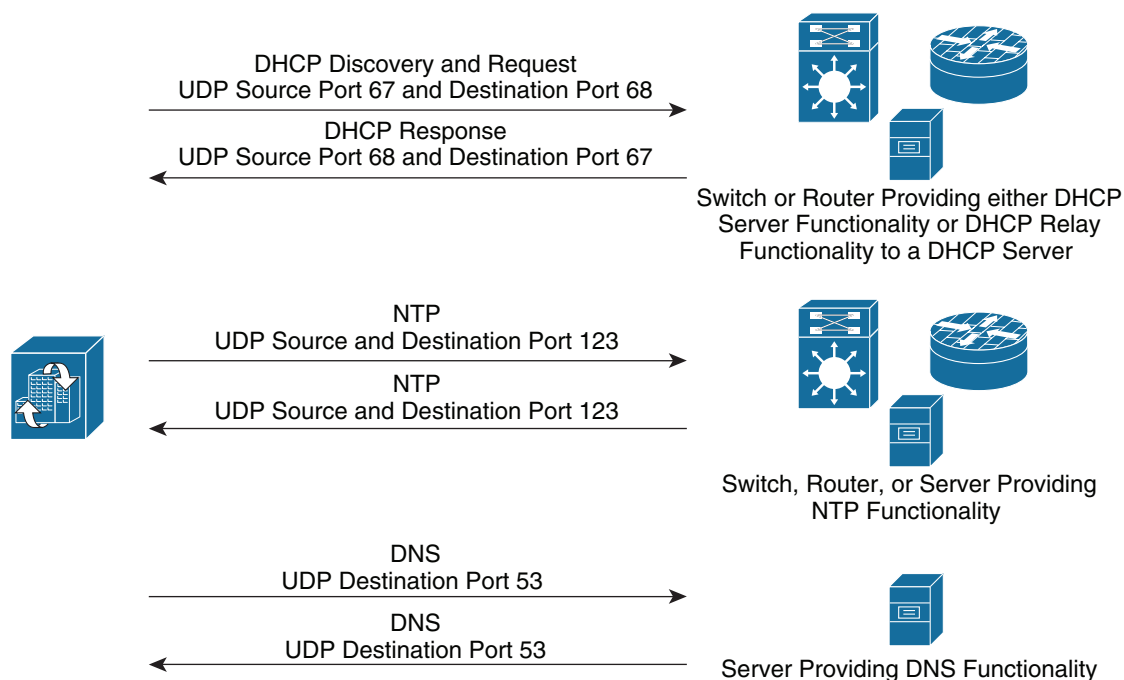 DHCP Discovery and Request
UDP Source Port 67 and Destination Port 68
DHCP Response
UDP Source Port 68 and Destination Port 67
Switch or Router Providing either DHCP
Server Functionality or DHCP Relay
Functionality to a DHCP Server
NTP
UDP Source and Destination Port 123
NTP
UDP Source and Destination Port 123
Switch, Router, or Server Providing
NTP Functionality
DNS
UDP Destination Port 53
DNS
UDP Destination Port 53
Server Providing DNS Functionality